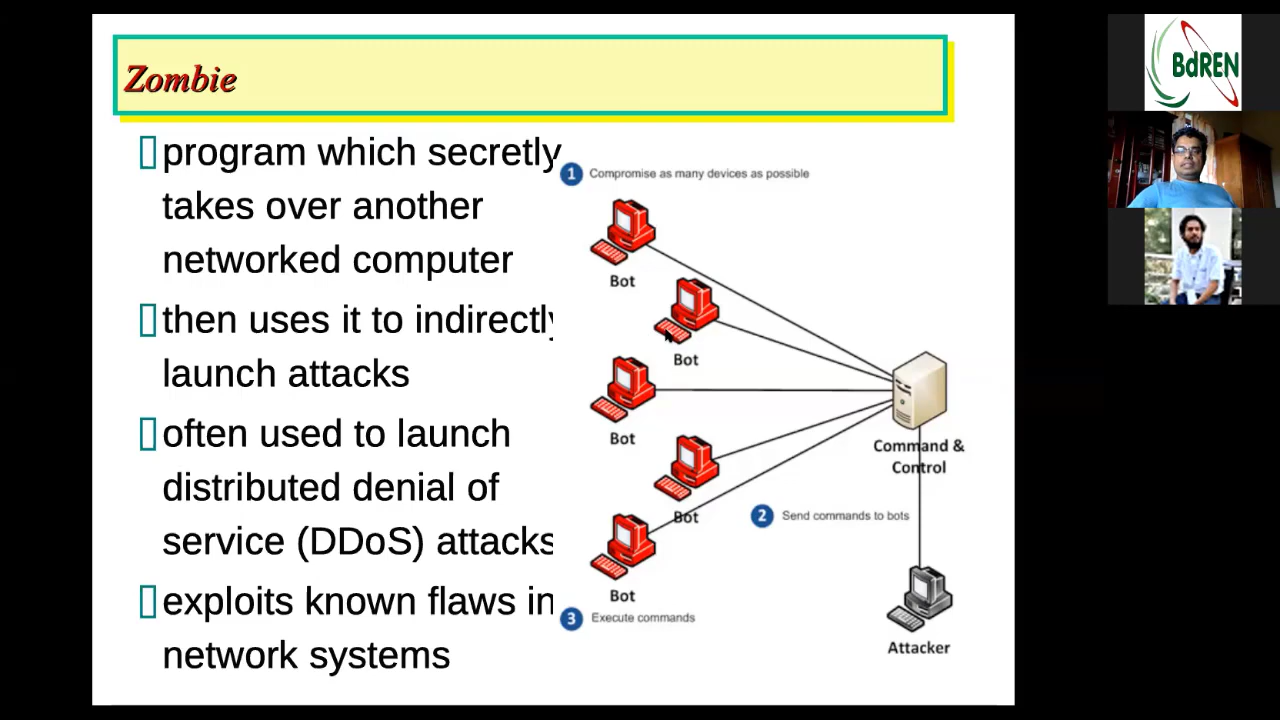 Zombie
program which secretly
takes over another
networked computer
then uses it to indirectly
launch attacks
often used to launch
distributed denial of
service (DDoS) attacks
exploits known flaws in
network systems
1 Compromise as many devices as possible
Bot
Bot
Bot
Bot
Bot
Command &
Control
2 Send commands to bots
3 Execute commands
Attacker
BdREN